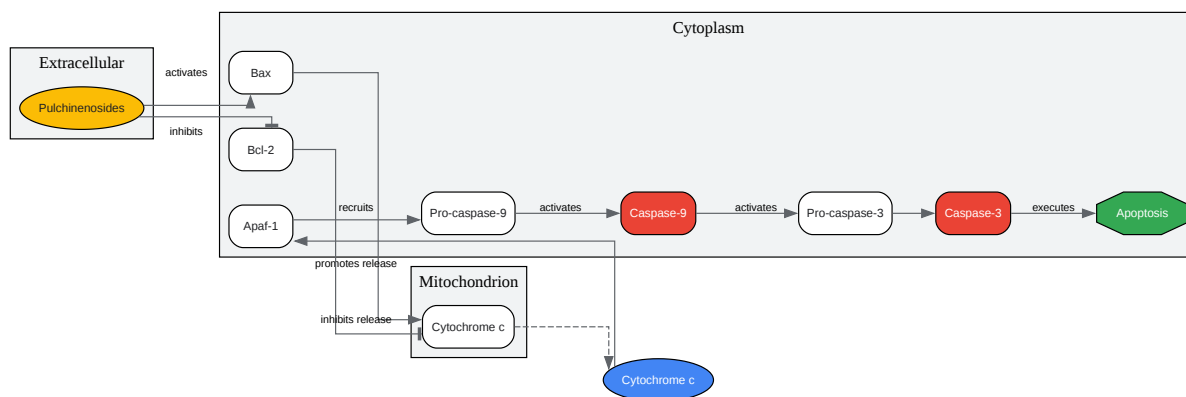 Cytoplasm
Extracellular
activates
Bax
Pulchinenosides
inhibits
Bcl-2
Apaf-1
recruits
Pro-caspase-9
activates
Caspase-9
activates
Pro-caspase-3
Caspase-3
executes
Apoptosis
promotes release
Mitochondrion
inhibits release
Cytochrome c
Cytochrome c